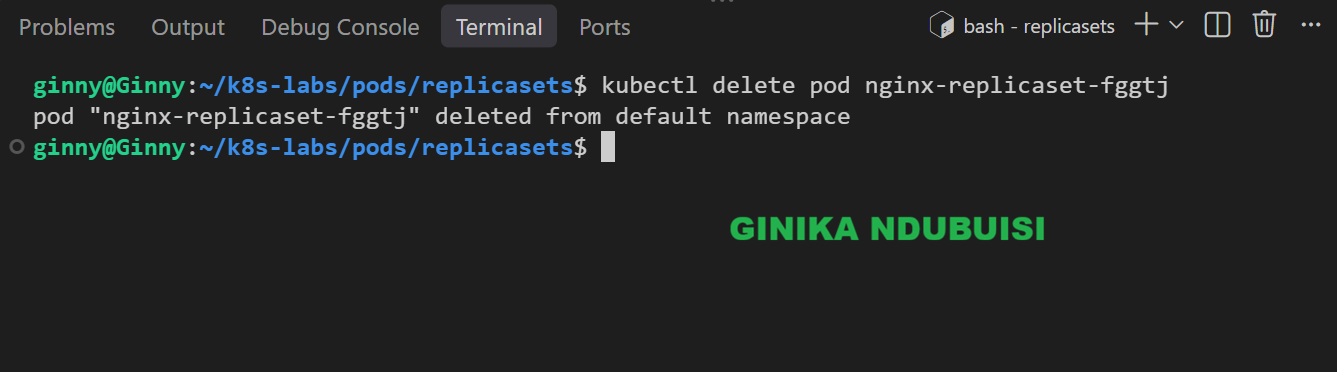 Problems Output Debug Console Terminal Ports bash - replicasets
ginny@Ginny:~/k8s-labs/pods/replicasets$ kubectl delete pod nginx-replicaset-fggtj
pod "nginx-replicaset-fggtj" deleted from default namespace
ginny@Ginny:~/k8s-labs/pods/replicasets$
GINIKA NDUBUISI